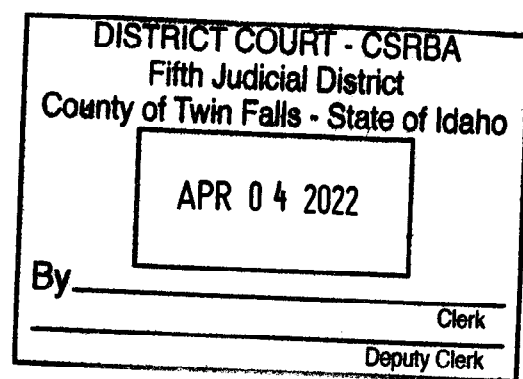 DISTRICT COURT - CSRBA
Fifth Judicial District
County of Twin Falls - State of Idaho
APR 04 2022
By
Clerk
Deputy Clerk